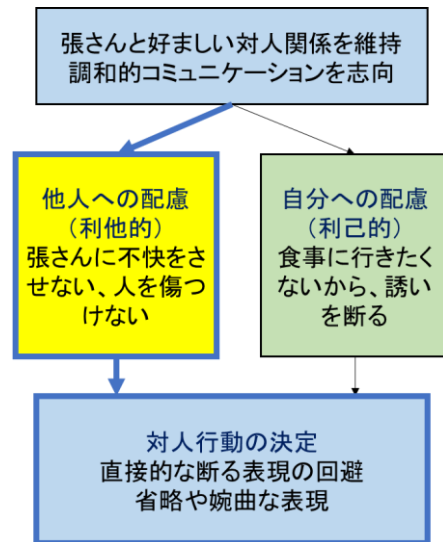 張さんと好ましい対人関係を維持
調和的コミュニケーションを志向
他人への配慮
(利他的)
張さんに不快をさ
せない、人を傷つ
けない
自分への配慮
(利己的)
食事に行きたく
ないから、誘い
を断る
対人行動の決定
直接的な断る表現の回避
省略や婉曲な表現